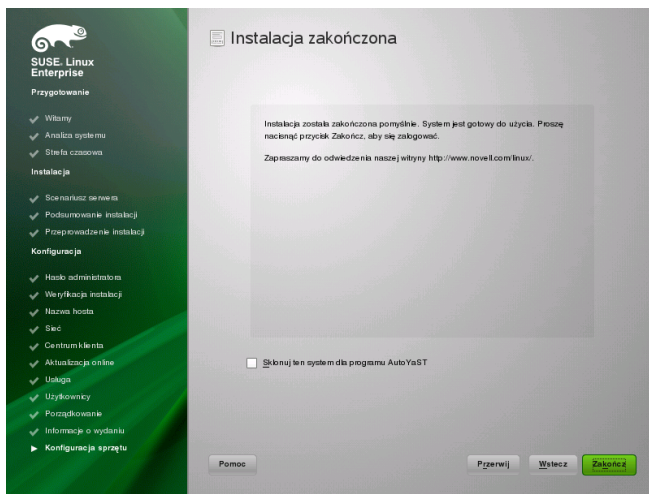 SUSE. Linux
Enterprise
Przygotowanie
Witamy
Analiza systemu
Strefa czasowa
Instalacja
Scenariusz serwera
Podsumowanie instalacji
Przeprowadzenie instalacji
Konfiguracja
Hasło administratora
Weryfikacja instalacji
Nazwa hosta
Sieć
Centrum klienta
Aktualizacja online
Usługa
Użytkownicy
Porządkowanie
Informacje o wydaniu
Konfiguracja sprzętu
Instalacja zakończona
Instalacja została zakończona pomyślnie. System jest gotowy do użycia. Proszę
nacisnąć przycisk Zakończ, aby się zalogować.
Zapraszamy do odwiedzenia naszej witryny http://www.novell.com/linux/.
Sklonuj ten system dla programu AutoYaST
Pomoc
Przerwij
Wstecz
Zakończ